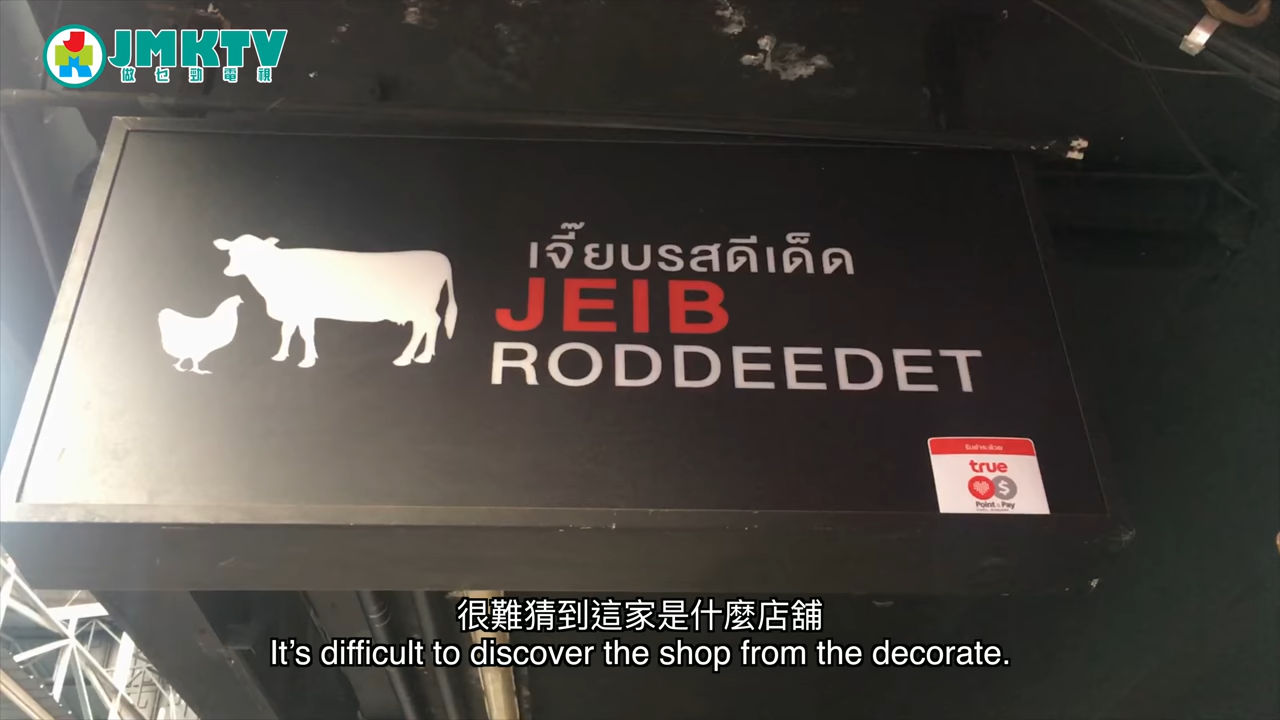 JMKTV
做乜勁電視
เจี๊ยบรสดีเด็ด
JEIB
RODDEEDET
true
$
Point & Pay
很難猜到這家是什麼店舖
It's difficult to discover the shop from the decorate.